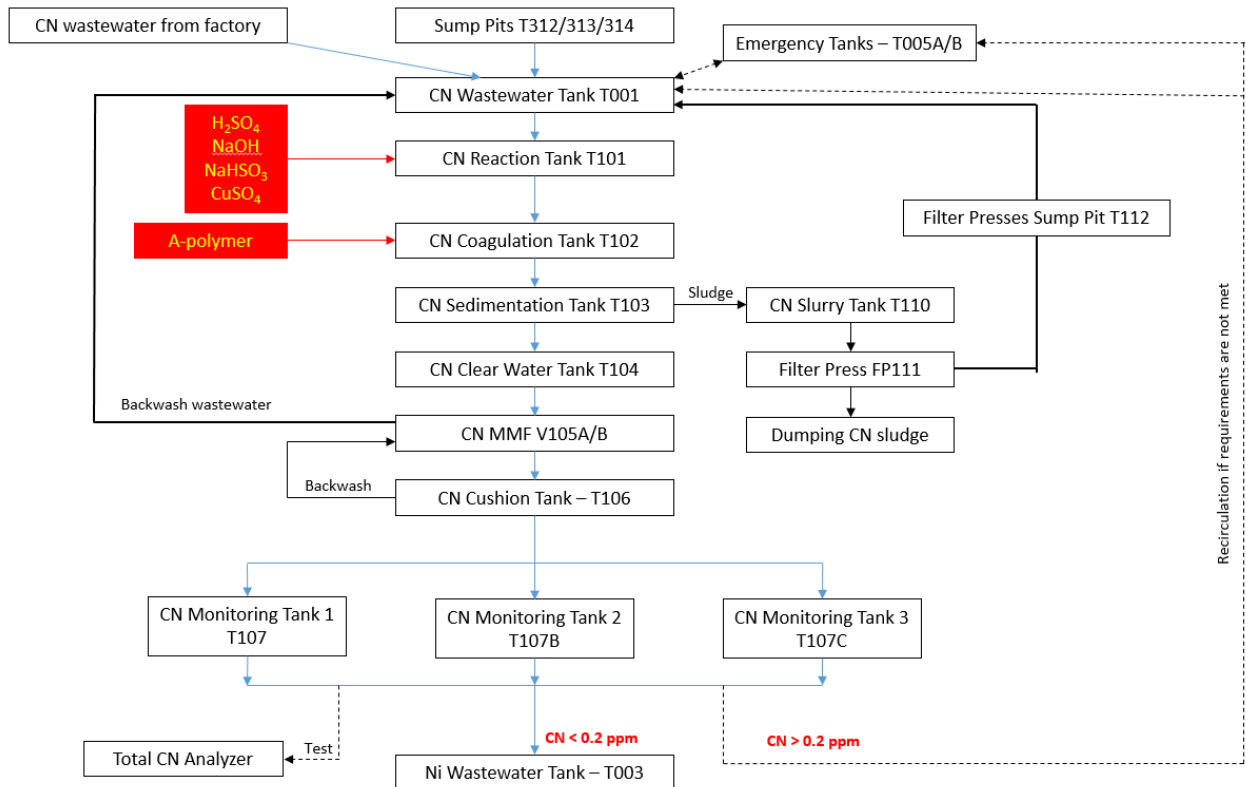 CN wastewater from factory
Sump Pits T312/313/314
Emergency Tanks – T005A/B
CN Wastewater Tank T001
H₂SO₄
NaOH
NaHSO₃
CuSO₄
CN Reaction Tank T101
Filter Presses Sump Pit T112
A-polymer
CN Coagulation Tank T102
CN Sedimentation Tank T103
Sludge
CN Slurry Tank T110
CN Clear Water Tank T104
Filter Press FP111
Backwash wastewater
CN MMF V105A/B
Dumping CN sludge
Backwash
CN Cushion Tank – T106
Recirculation if requirements are not met
CN Monitoring Tank 1
T107
CN Monitoring Tank 2
T107B
CN Monitoring Tank 3
T107C
Total CN Analyzer
Test
CN < 0.2 ppm
CN > 0.2 ppm
Ni Wastewater Tank – T003